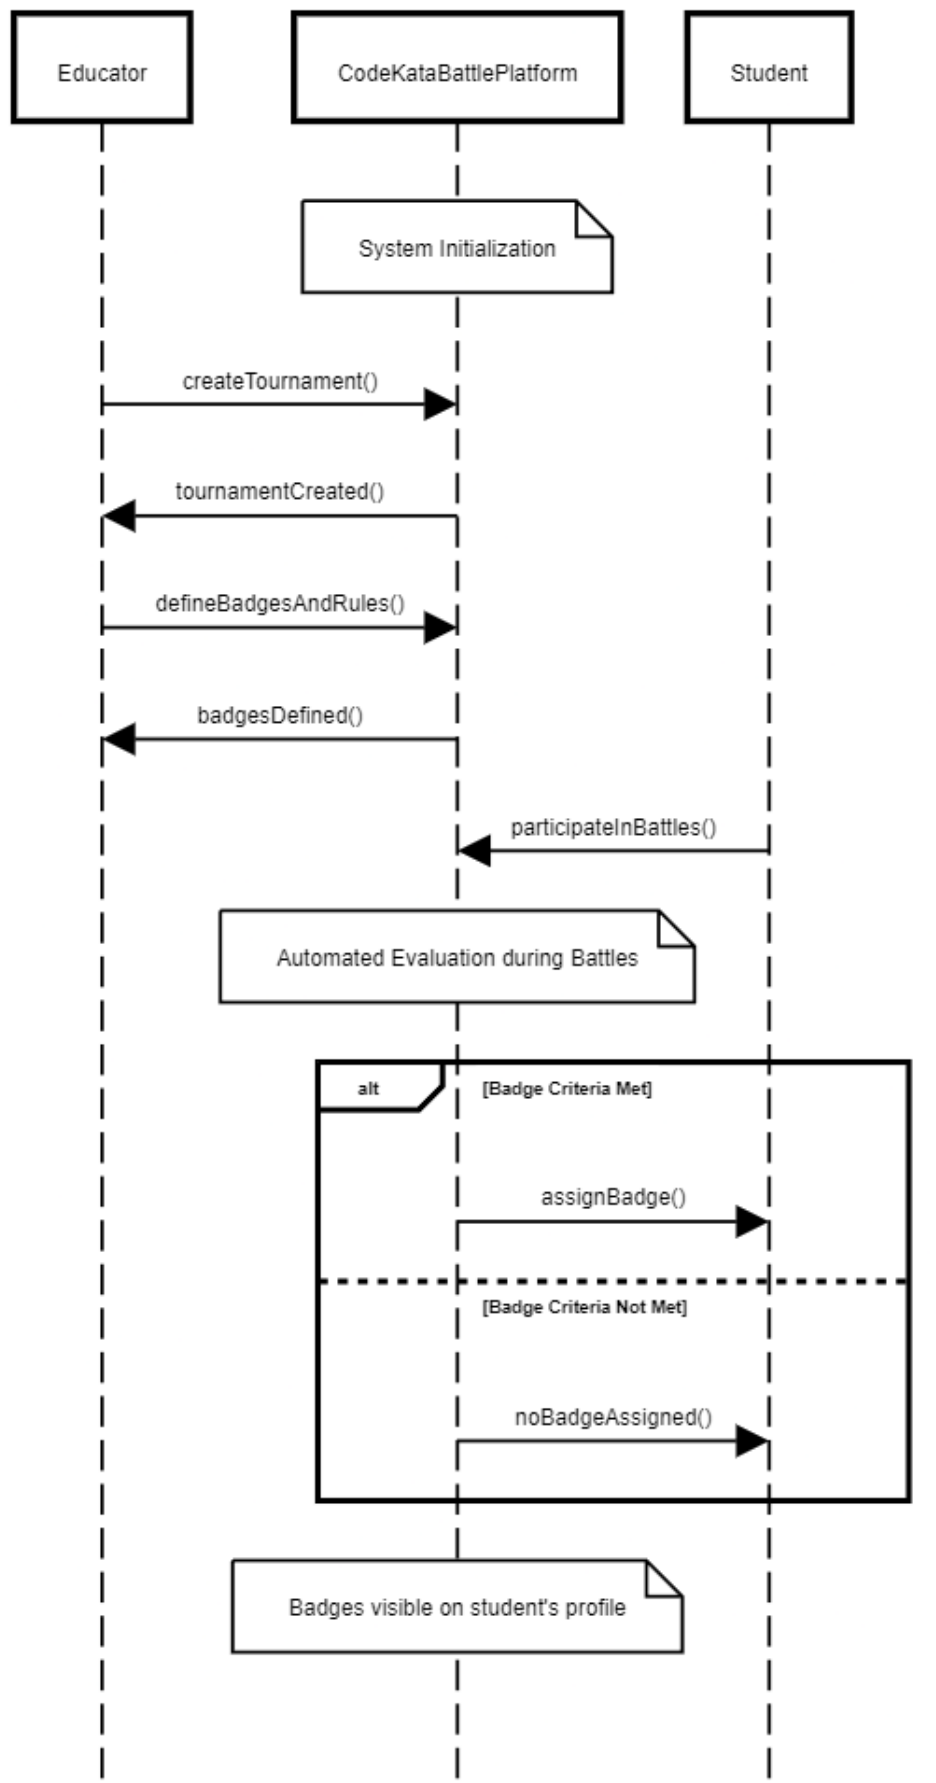 Educator
CodeKataBattlePlatform
Student
System Initialization
createTournament()
tournamentCreated()
defineBadgesAndRules()
badgesDefined()
participateInBattles()
Automated Evaluation during Battles
alt
[Badge Criteria Met]
assignBadge()
[Badge Criteria Not Met]
noBadgeAssigned()
Badges visible on student's profile